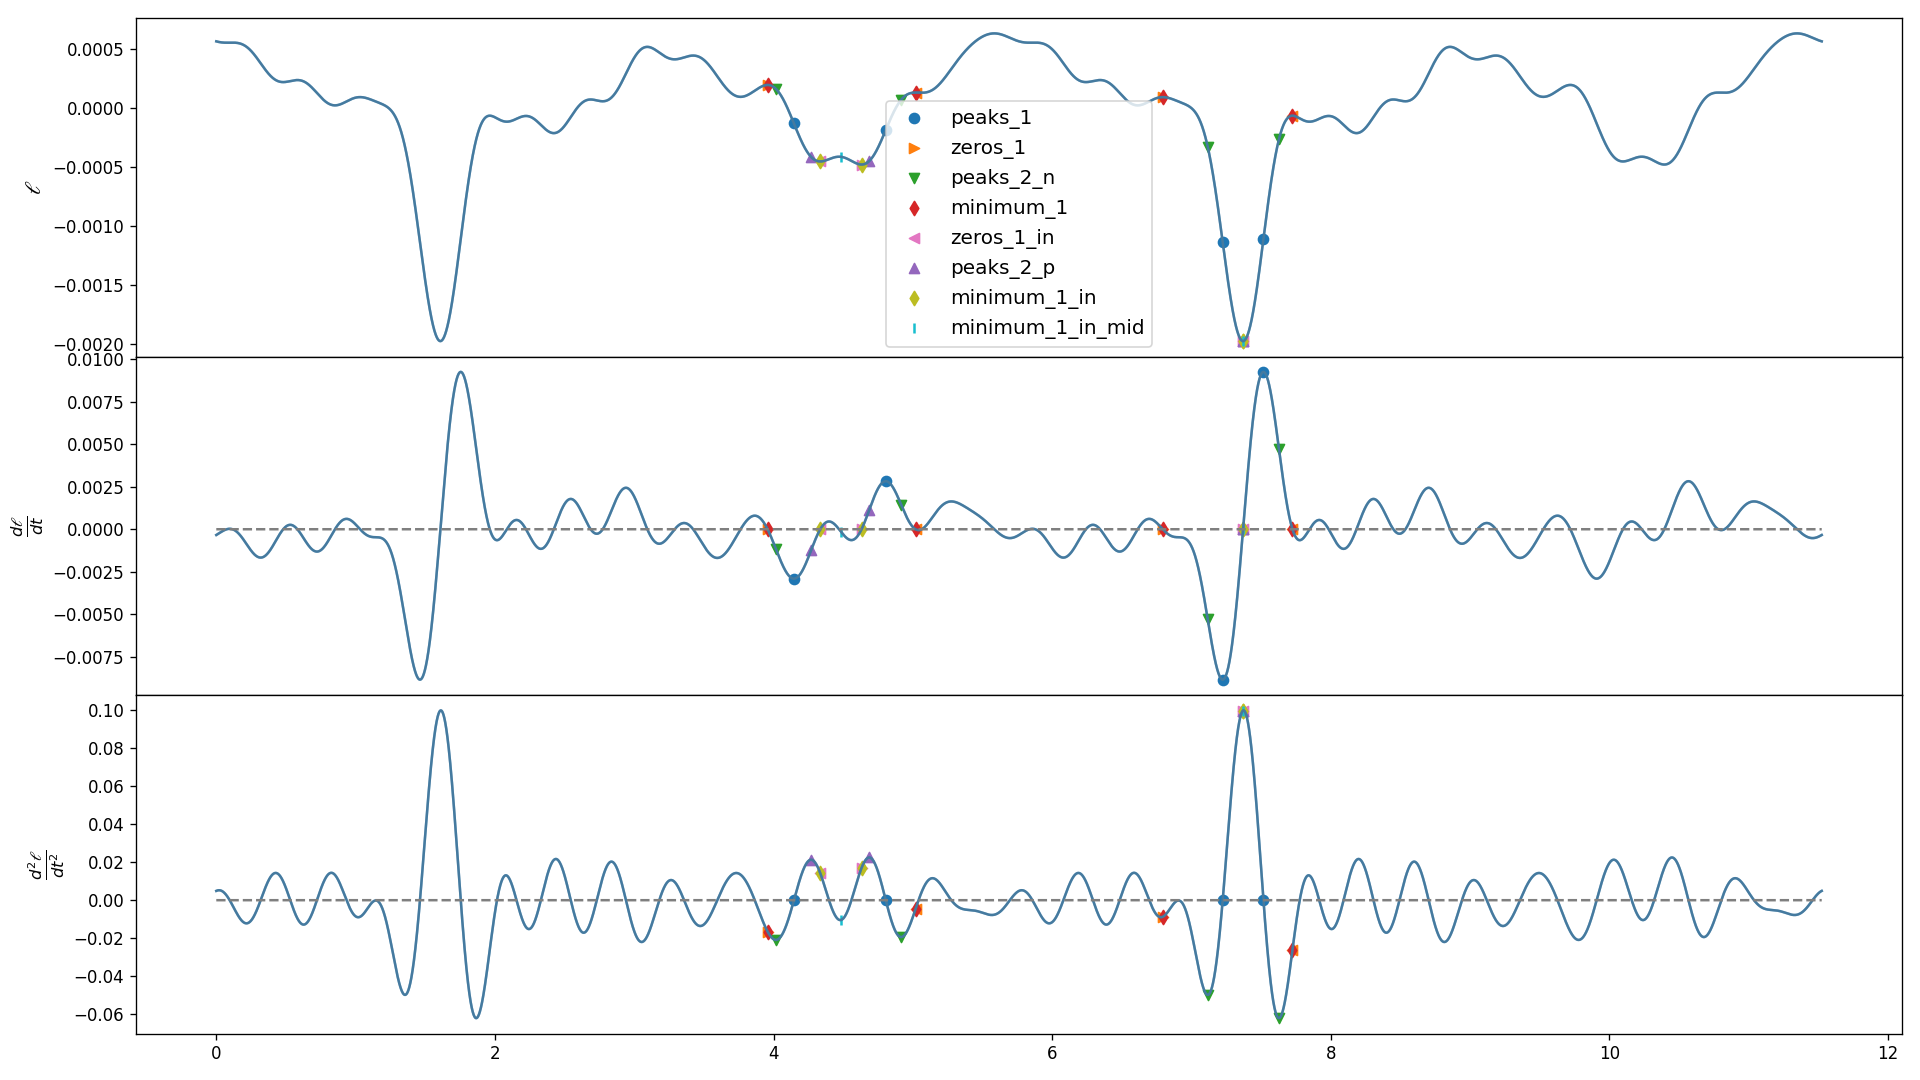 0.0005
0.0000
−0.0005
−0.0010
−0.0015
−0.0020
ℓ
peaks_1
zeros_1
peaks_2_n
minimum_1
zeros_1_in
peaks_2_p
minimum_1_in
minimum_1_in_mid
0.0100
0.0075
0.0050
0.0025
0.0000
−0.0025
−0.0050
−0.0075
dℓ
dt
0.10
0.08
0.06
0.04
0.02
0.00
−0.02
−0.04
−0.06
d²ℓ
dt²
0 2 4 6 8 10 12